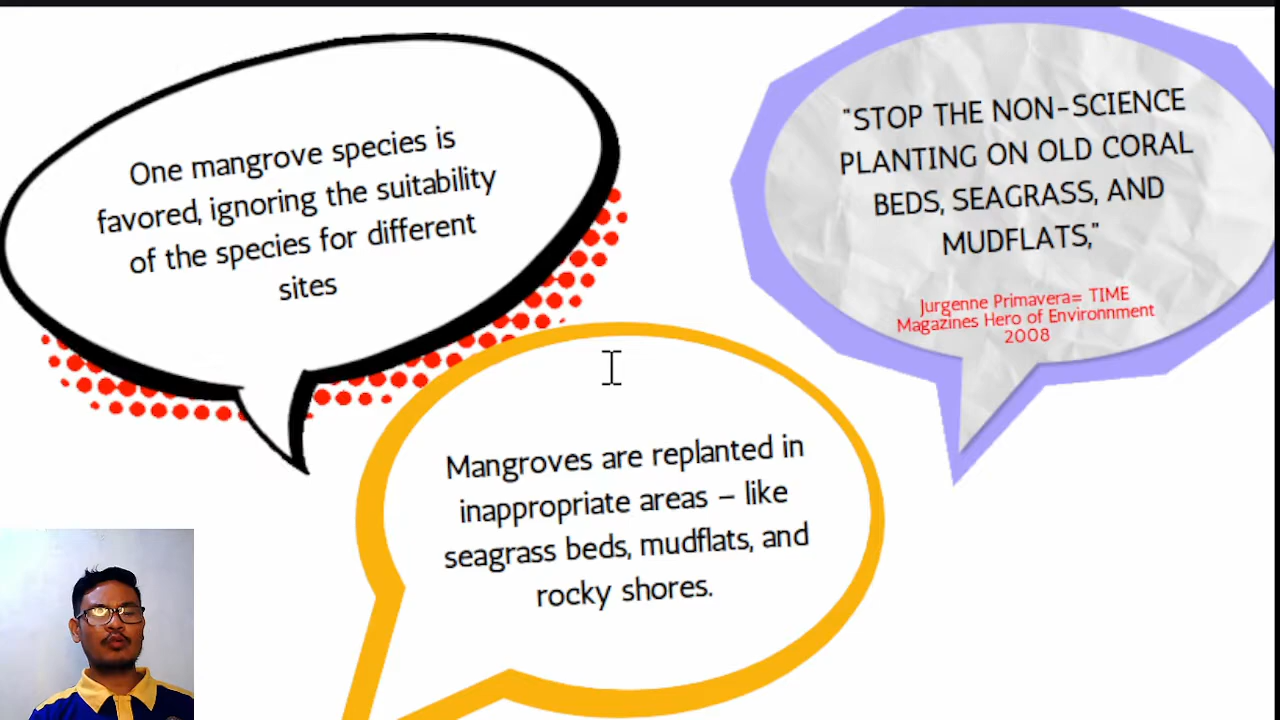 One mangrove species is
favored, ignoring the suitability
of the species for different
sites
"STOP THE NON-SCIENCE
PLANTING ON OLD CORAL
BEDS, SEAGRASS, AND
MUDFLATS,"
Jurgenne Primavera= TIME
Magazines Hero of Environnment
2008
Mangroves are replanted in
inappropriate areas – like
seagrass beds, mudflats, and
rocky shores.